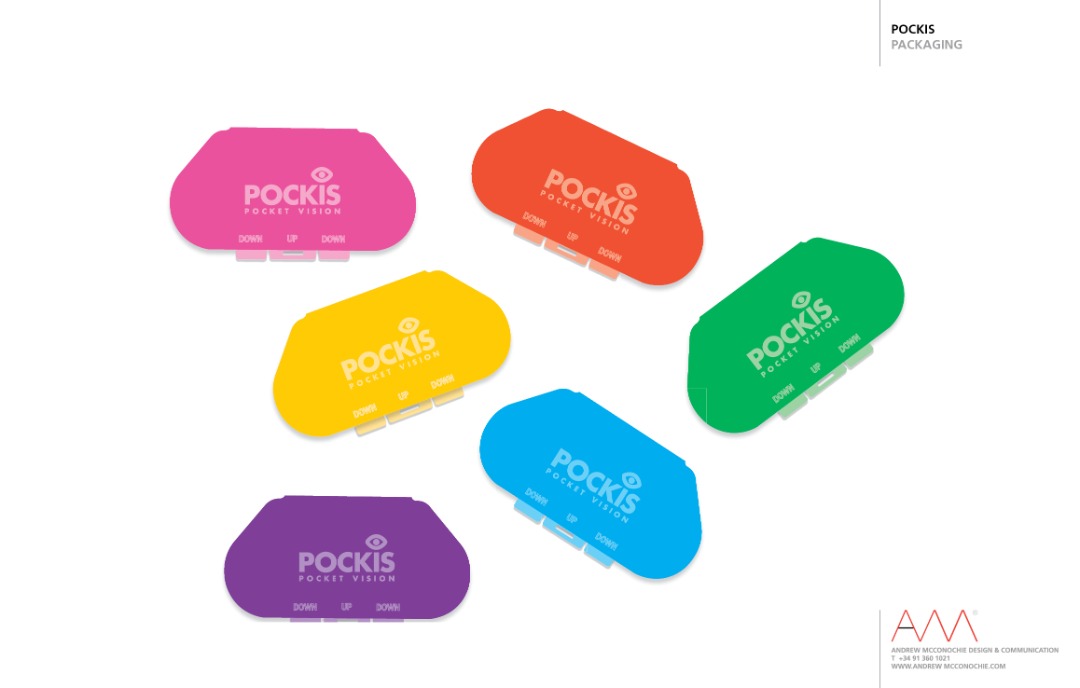 POCKIS
PACKAGING
POCKIS
POCKET VISION
DOWN UP DOWN
POCKIS
POCKET VISION
DOWN UP DOWN
POCKIS
POCKET VISION
DOWN UP DOWN
POCKIS
POCKET VISION
DOWN UP DOWN
POCKIS
POCKET VISION
DOWN UP DOWN
POCKIS
POCKET VISION
DOWN UP DOWN
AM
ANDREW MCCONOCHIE DESIGN & COMMUNICATION
T +34 91 360 1021
WWW.ANDREW MCCONOCHIE.COM